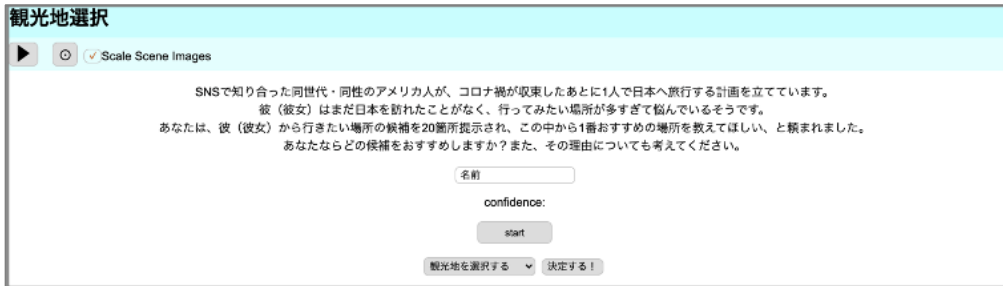 観光地選択
Scale Scene Images
SNSで知り合った同世代・同性のアメリカ人が、コロナ禍が収束したあとに1人で日本へ旅行する計画を立てています。
彼（彼女）はまだ日本を訪れたことがなく、行ってみたい場所が多すぎて悩んでいるそうです。
あなたは、彼（彼女）から行きたい場所の候補を20箇所提示され、この中から1番おすすめの場所を教えてほしい、と頼まれました。
あなたならどの候補をおすすめしますか？また、その理由についても考えてください。
名前
confidence:
start
観光地を選択する 決定する！